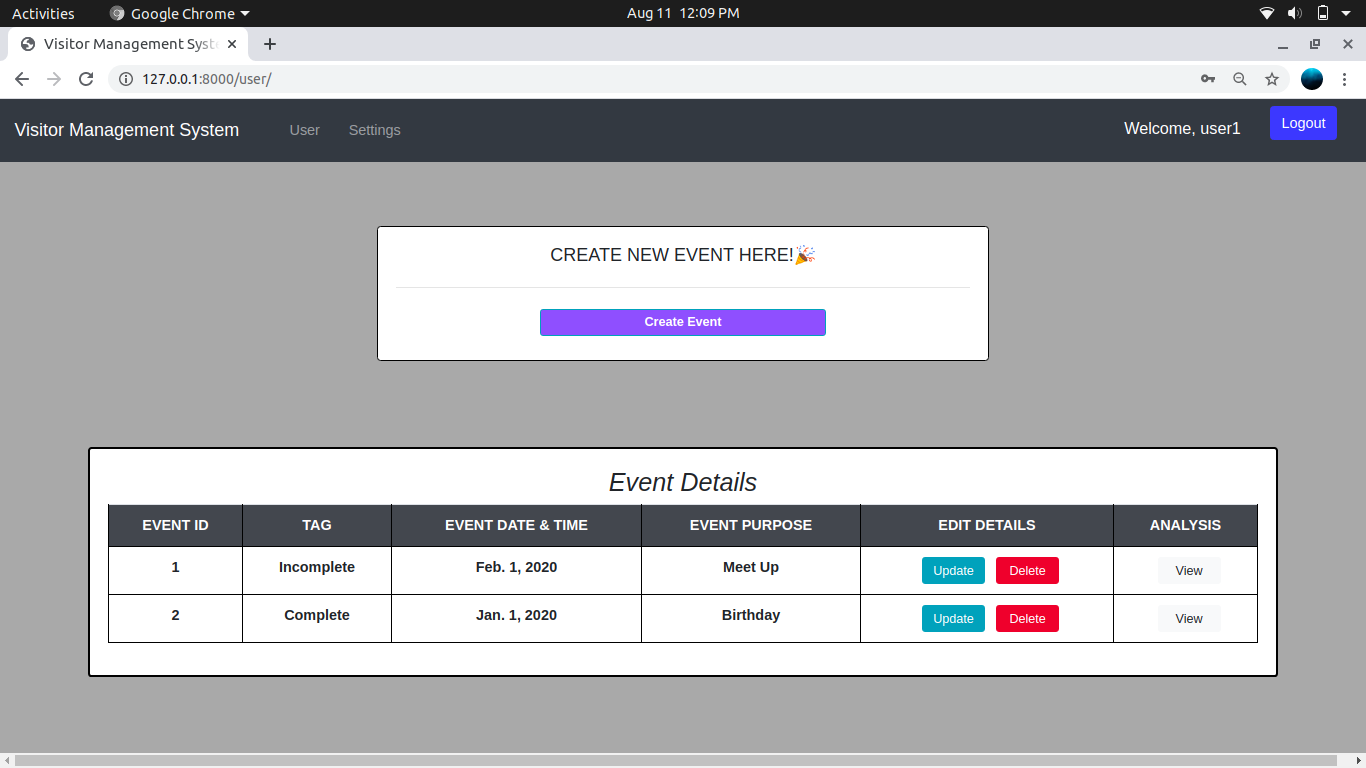 Activities Google Chrome Aug 11 12:09 PM
Visitor Management Syst
127.0.0.1:8000/user/
Visitor Management System User Settings Welcome, user1 Logout
CREATE NEW EVENT HERE!🎉
Create Event
Event Details
EVENT ID TAG EVENT DATE & TIME EVENT PURPOSE EDIT DETAILS ANALYSIS
1 Incomplete Feb. 1, 2020 Meet Up Update Delete View
2 Complete Jan. 1, 2020 Birthday Update Delete View